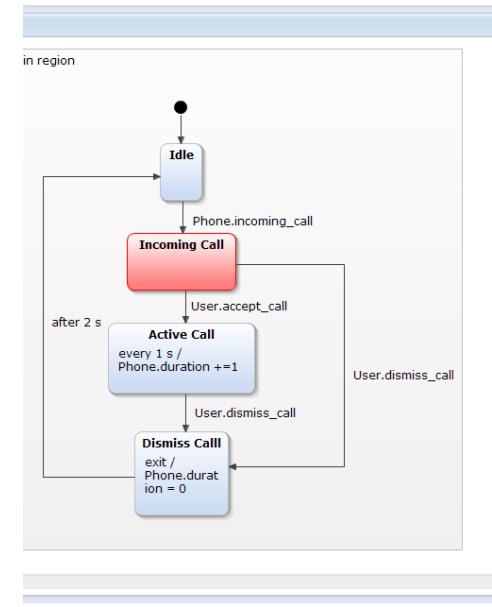 in region
Idle
Phone.incoming_call
Incoming Call
User.accept_call
after 2 s
Active Call
every 1 s /
Phone.duration +=1
User.dismiss_call
User.dismiss_call
Dismiss Calll
exit /
Phone.durat
ion = 0